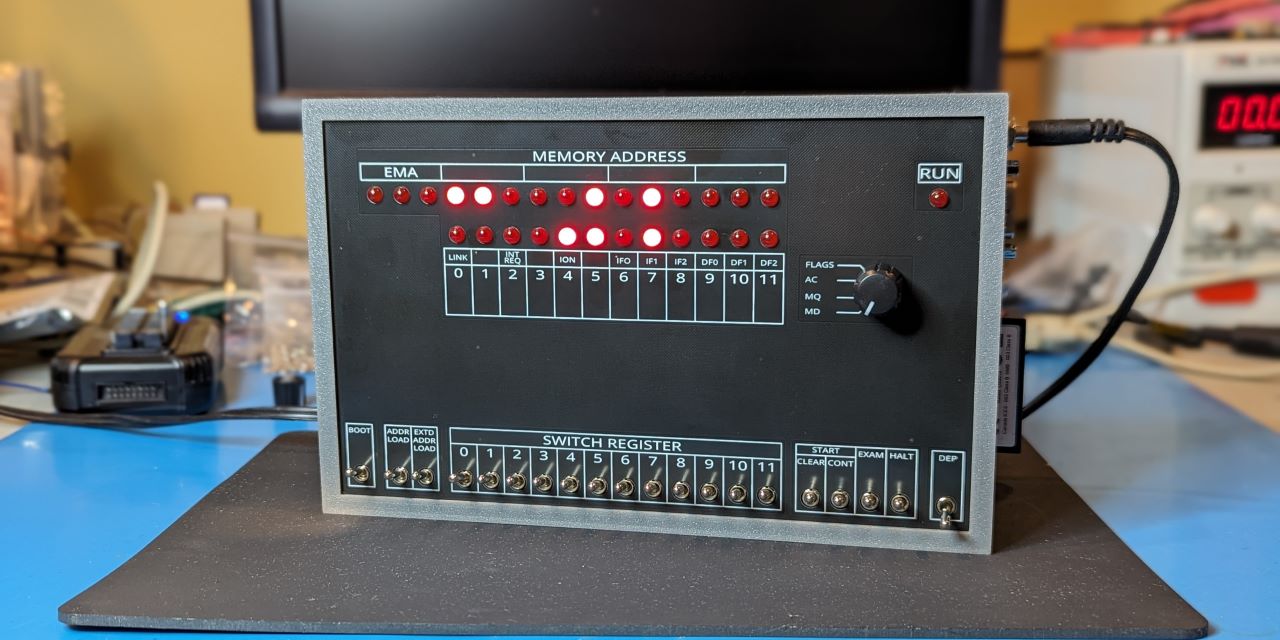 MEMORY ADDRESS
EMA
RUN
LINK INT REQ ION IFO IF1 IF2 DF0 DF1 DF2
0 1 2 3 4 5 6 7 8 9 10 11
FLAGS
AC
MQ
MD
BOOT
ADDR LOAD
EXTD ADDR LOAD
SWITCH REGISTER
0 1 2 3 4 5 6 7 8 9 10 11
START
CLEAR CONT
EXAM
HALT
DEP